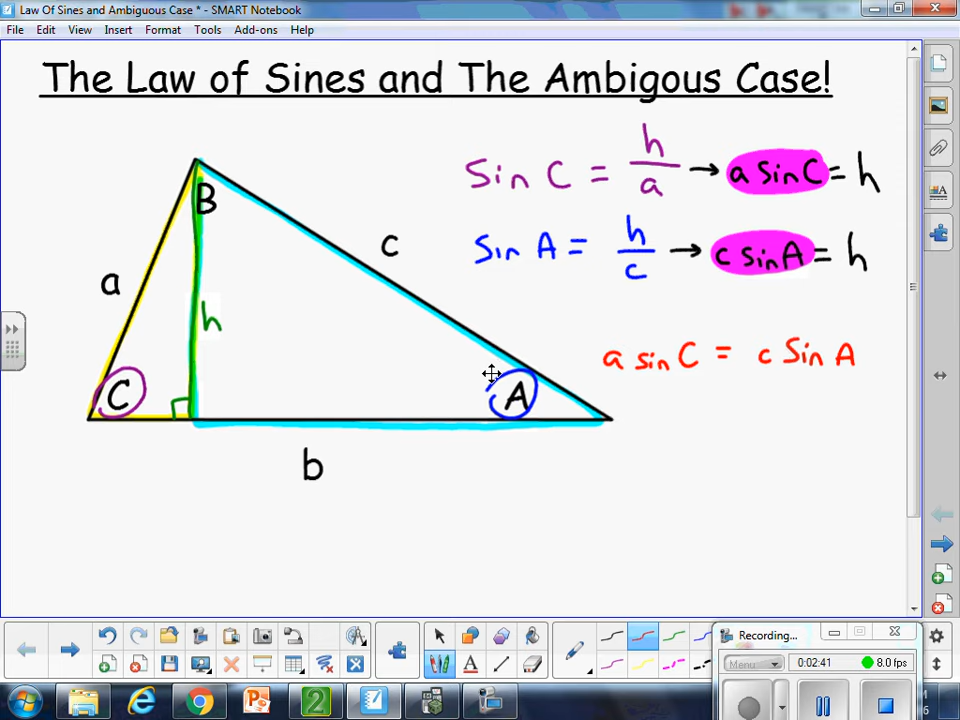 Law Of Sines and Ambiguous Case * - SMART Notebook
File Edit View Insert Format Tools Add-ons Help
The Law of Sines and The Ambigous Case!
Sin C = h/a → a sin C = h
B
Sin A = h/c → c sin A = h
c
a
h
a sin C = c Sin A
C
A
b
Recording...
Menu
0:02:41
8.0 fps